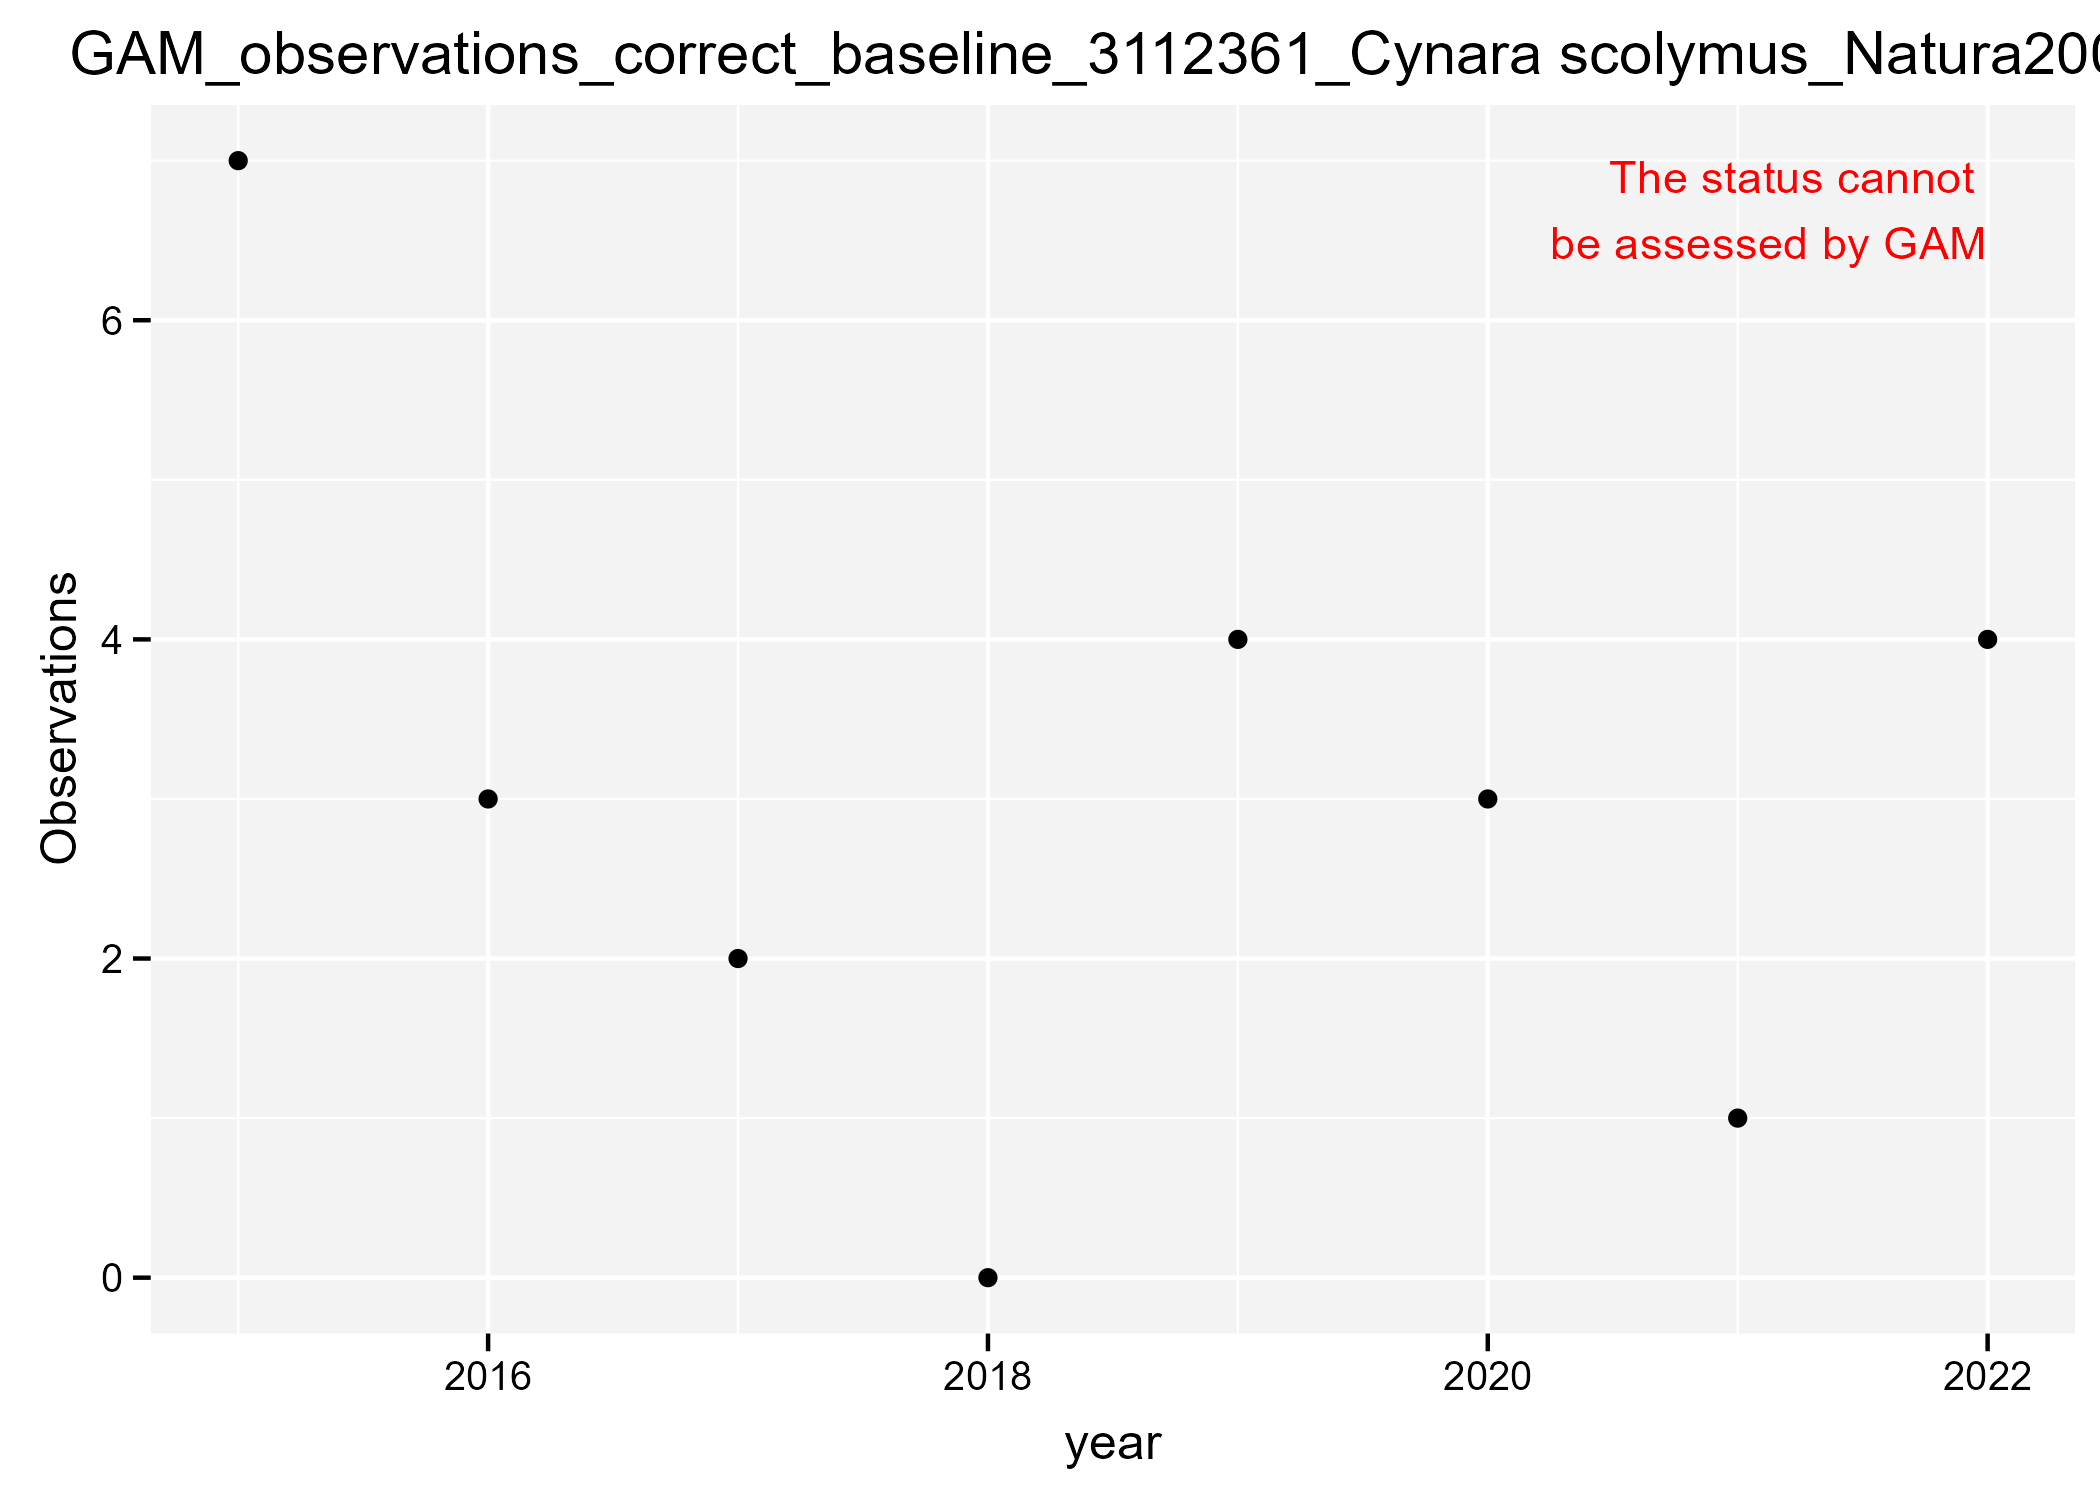 GAM_observations_correct_baseline_3112361_Cynara scolymus_Natura200
The status cannot
be assessed by GAM
Observations
6
4
2
0
2016 2018 2020 2022
year